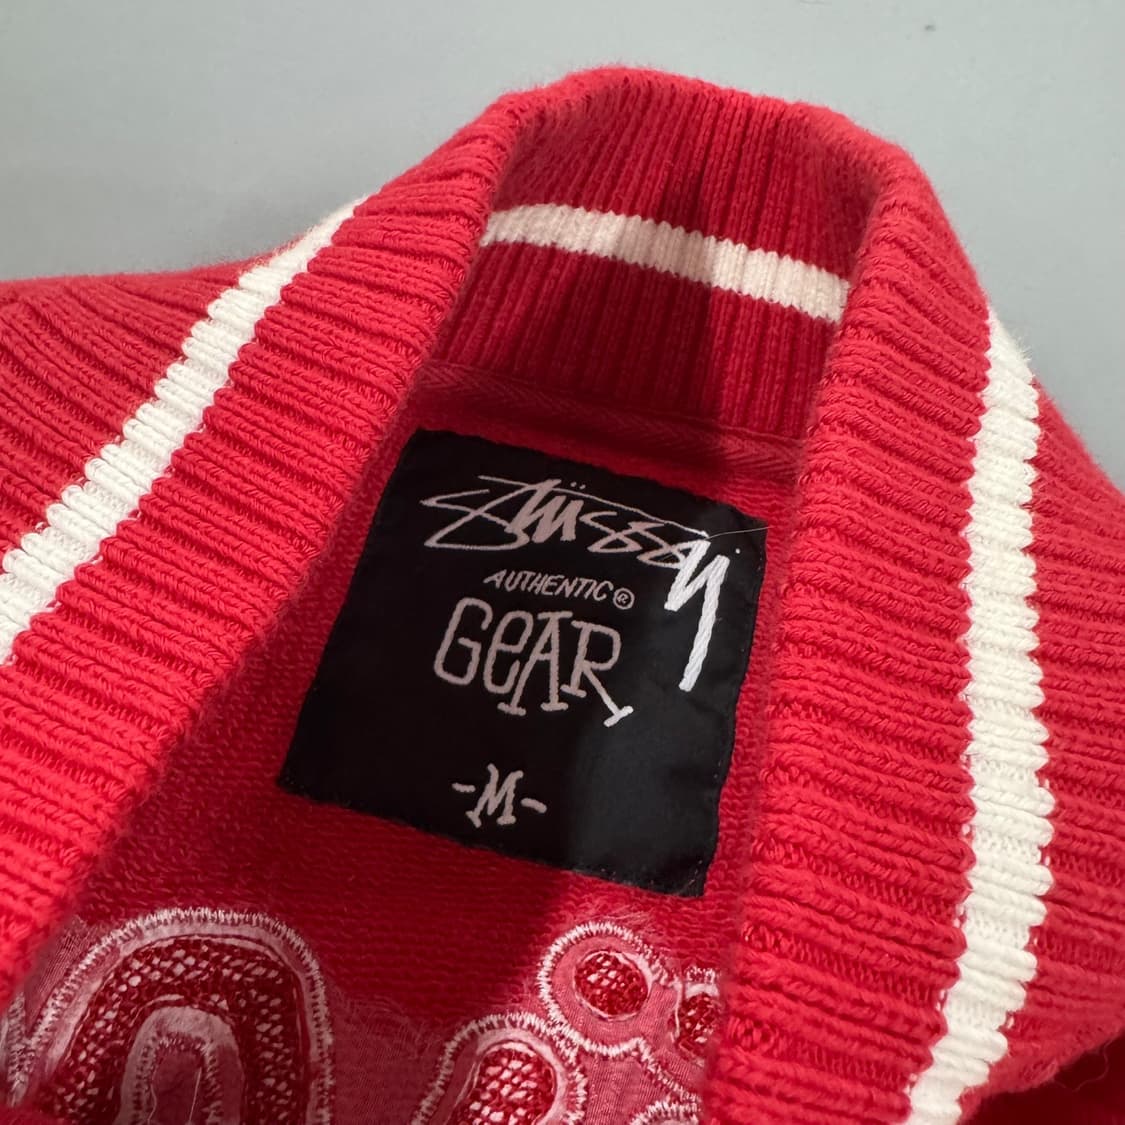 Stüssy
AUTHENTIC®
GEAR
-M-